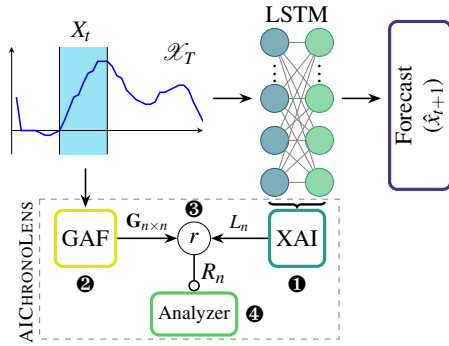 X_t
𝒳_T
LSTM
Forecast
(x̂_{t+1})
GAF
G_{n×n}
❸
r
L_n
XAI
❷
R_n
❶
Analyzer
❹
AICHRONOLENS